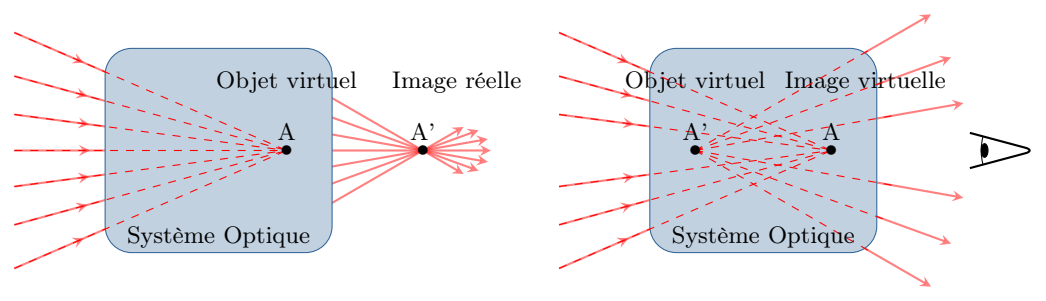 Objet virtuel
Image réelle
A
A'
Système Optique
Objet virtuel
Image virtuelle
A'
A
Système Optique